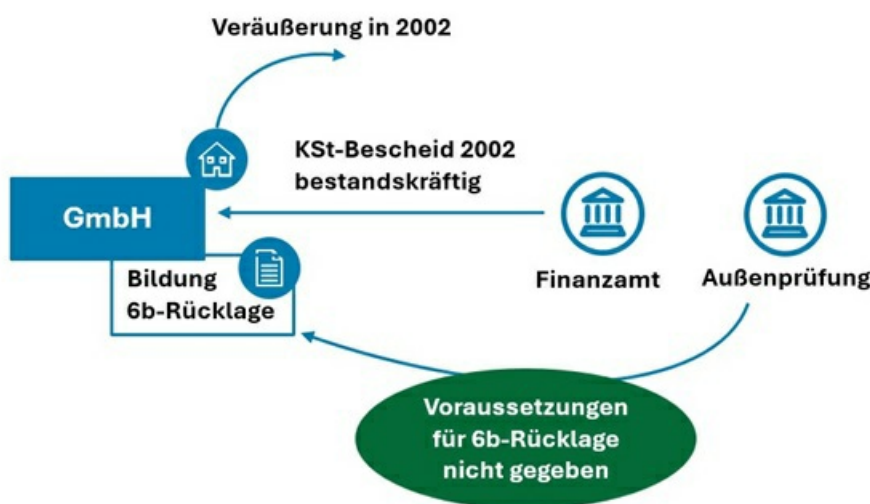 Veräußerung in 2002
KSt-Bescheid 2002
bestandskräftig
GmbH
Bildung
6b-Rücklage
Finanzamt
Außenprüfung
Voraussetzungen
für 6b-Rücklage
nicht gegeben